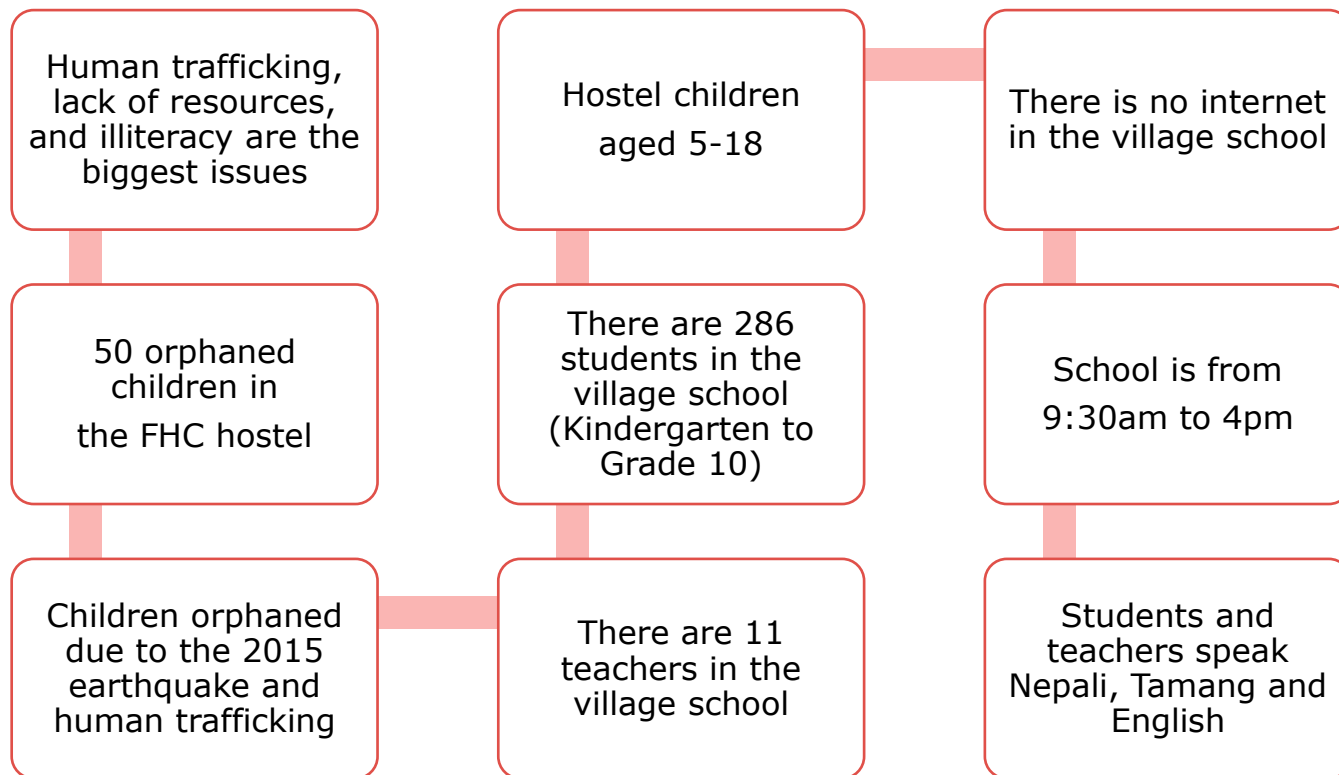 Human trafficking,
lack of resources,
and illiteracy are the
biggest issues
50 orphaned
children in
the FHC hostel
Children orphaned
due to the 2015
earthquake and
human trafficking
There are 11
teachers in the
village school
There are 286
students in the
village school
(Kindergarten to
Grade 10)
Hostel children
aged 5-18
There is no internet
in the village school
School is from
9:30am to 4pm
Students and
teachers speak
Nepali, Tamang and
English